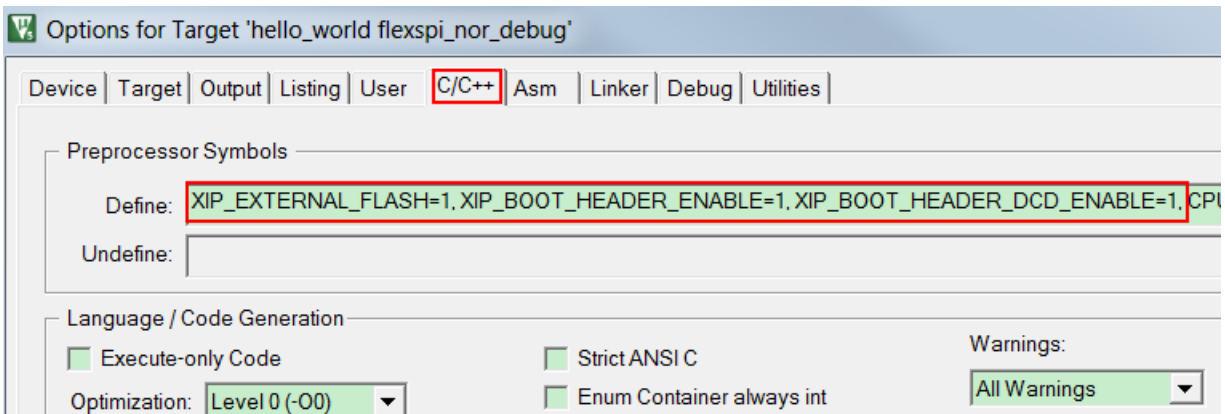 Options for Target 'hello_world flexspi_nor_debug'
Device Target Output Listing User C/C++ Asm Linker Debug Utilities
Preprocessor Symbols
Define: XIP_EXTERNAL_FLASH=1, XIP_BOOT_HEADER_ENABLE=1, XIP_BOOT_HEADER_DCD_ENABLE=1, CPU
Undefine:
Language / Code Generation
Execute-only Code
Strict ANSI C
Warnings:
Optimization: Level 0 (-O0)
Enum Container always int
All Warnings